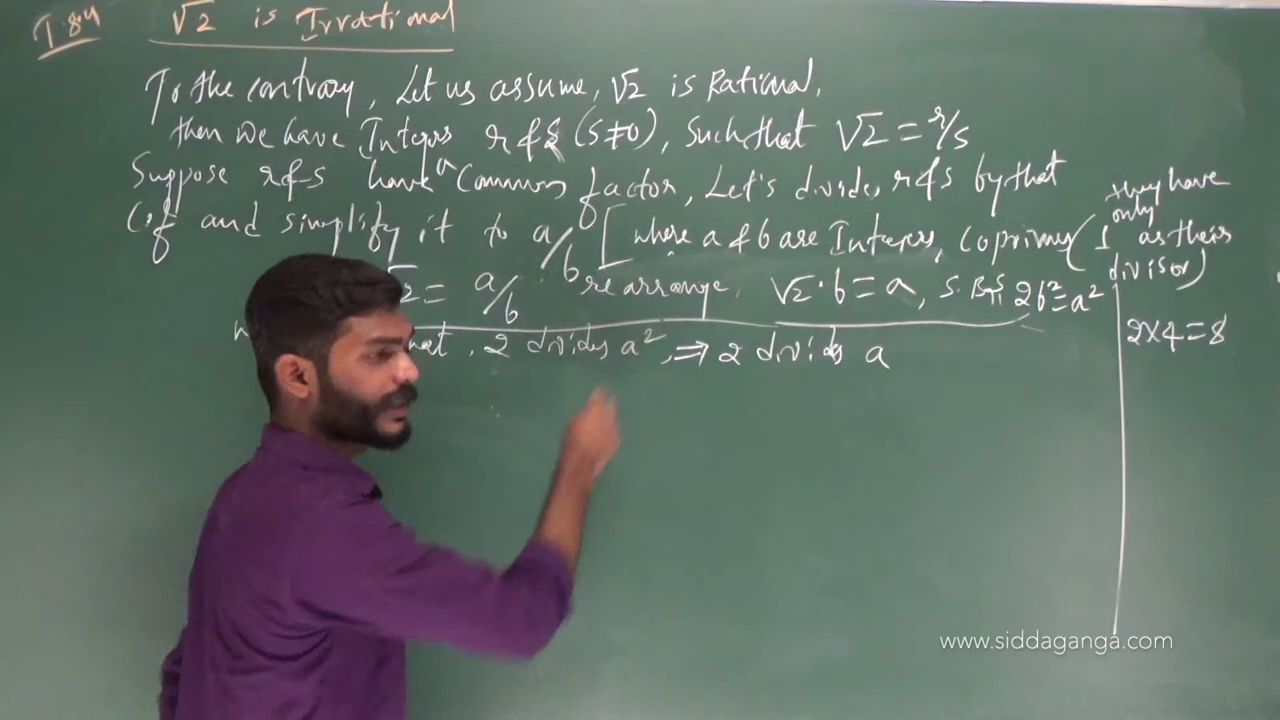 T.8.4 √2 is Irrational
To the contrary, Let us assume, √2 is Rational,
then we have Integers r & s (s≠0), Such that √2 = r/s
Suppose r & s have a Common factor, Let's divide, r & s by that
C.f and simplify it to a/b [where a & b are Integers, Coprime (they have only 1 as their divisor)
√2 = a/b rearrange, √2·b = a, S.B.S 2b²=a²
that, 2 divides a², ⇒ 2 divides a
2×4=8
www.siddaganga.com